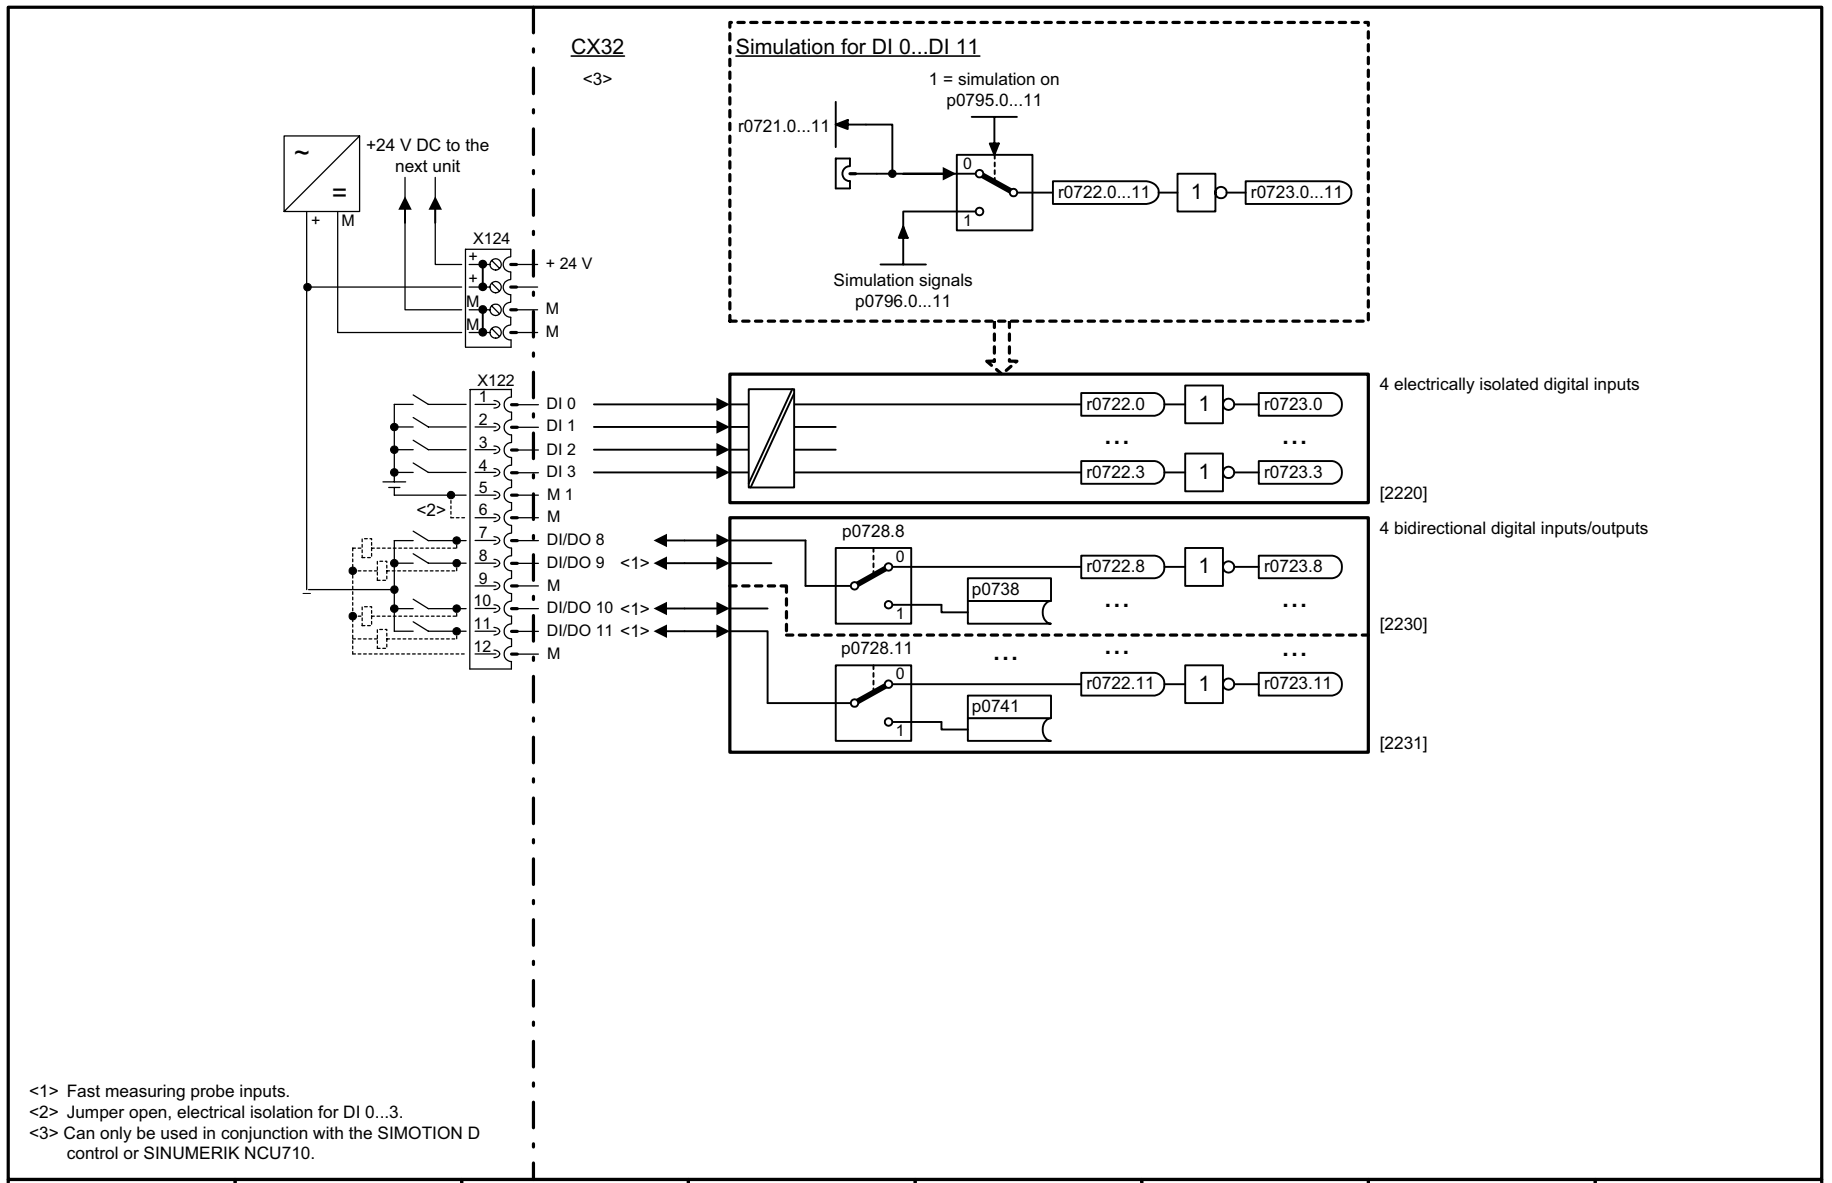 CX32
<3>
Simulation for DI 0...DI 11
1 = simulation on
p0795.0...11
r0721.0...11
0
1
r0722.0...11
1
r0723.0...11
Simulation signals
p0796.0...11
~
=
+
M
+24 V DC to the
next unit
X124
+
+ 24 V
+
M
M
M
M
X122
1
DI 0
2
DI 1
3
DI 2
4
DI 3
5
M 1
<2>
6
M
7
DI/DO 8
8
DI/DO 9 <1>
9
M
10
DI/DO 10 <1>
11
DI/DO 11 <1>
12
M
_
4 electrically isolated digital inputs
r0722.0
1
r0723.0
...
...
r0722.3
1
r0723.3
[2220]
4 bidirectional digital inputs/outputs
p0728.8
0
1
r0722.8
1
r0723.8
p0738
...
...
[2230]
p0728.11
...
...
...
0
1
r0722.11
1
r0723.11
p0741
[2231]
<1> Fast measuring probe inputs.
<2> Jumper open, electrical isolation for DI 0...3.
<3> Can only be used in conjunction with the SIMOTION D
control or SINUMERIK NCU710.